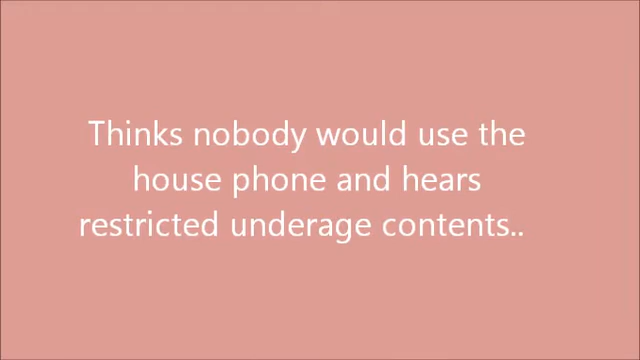 Thinks nobody would use the
house phone and hears
restricted underage contents..